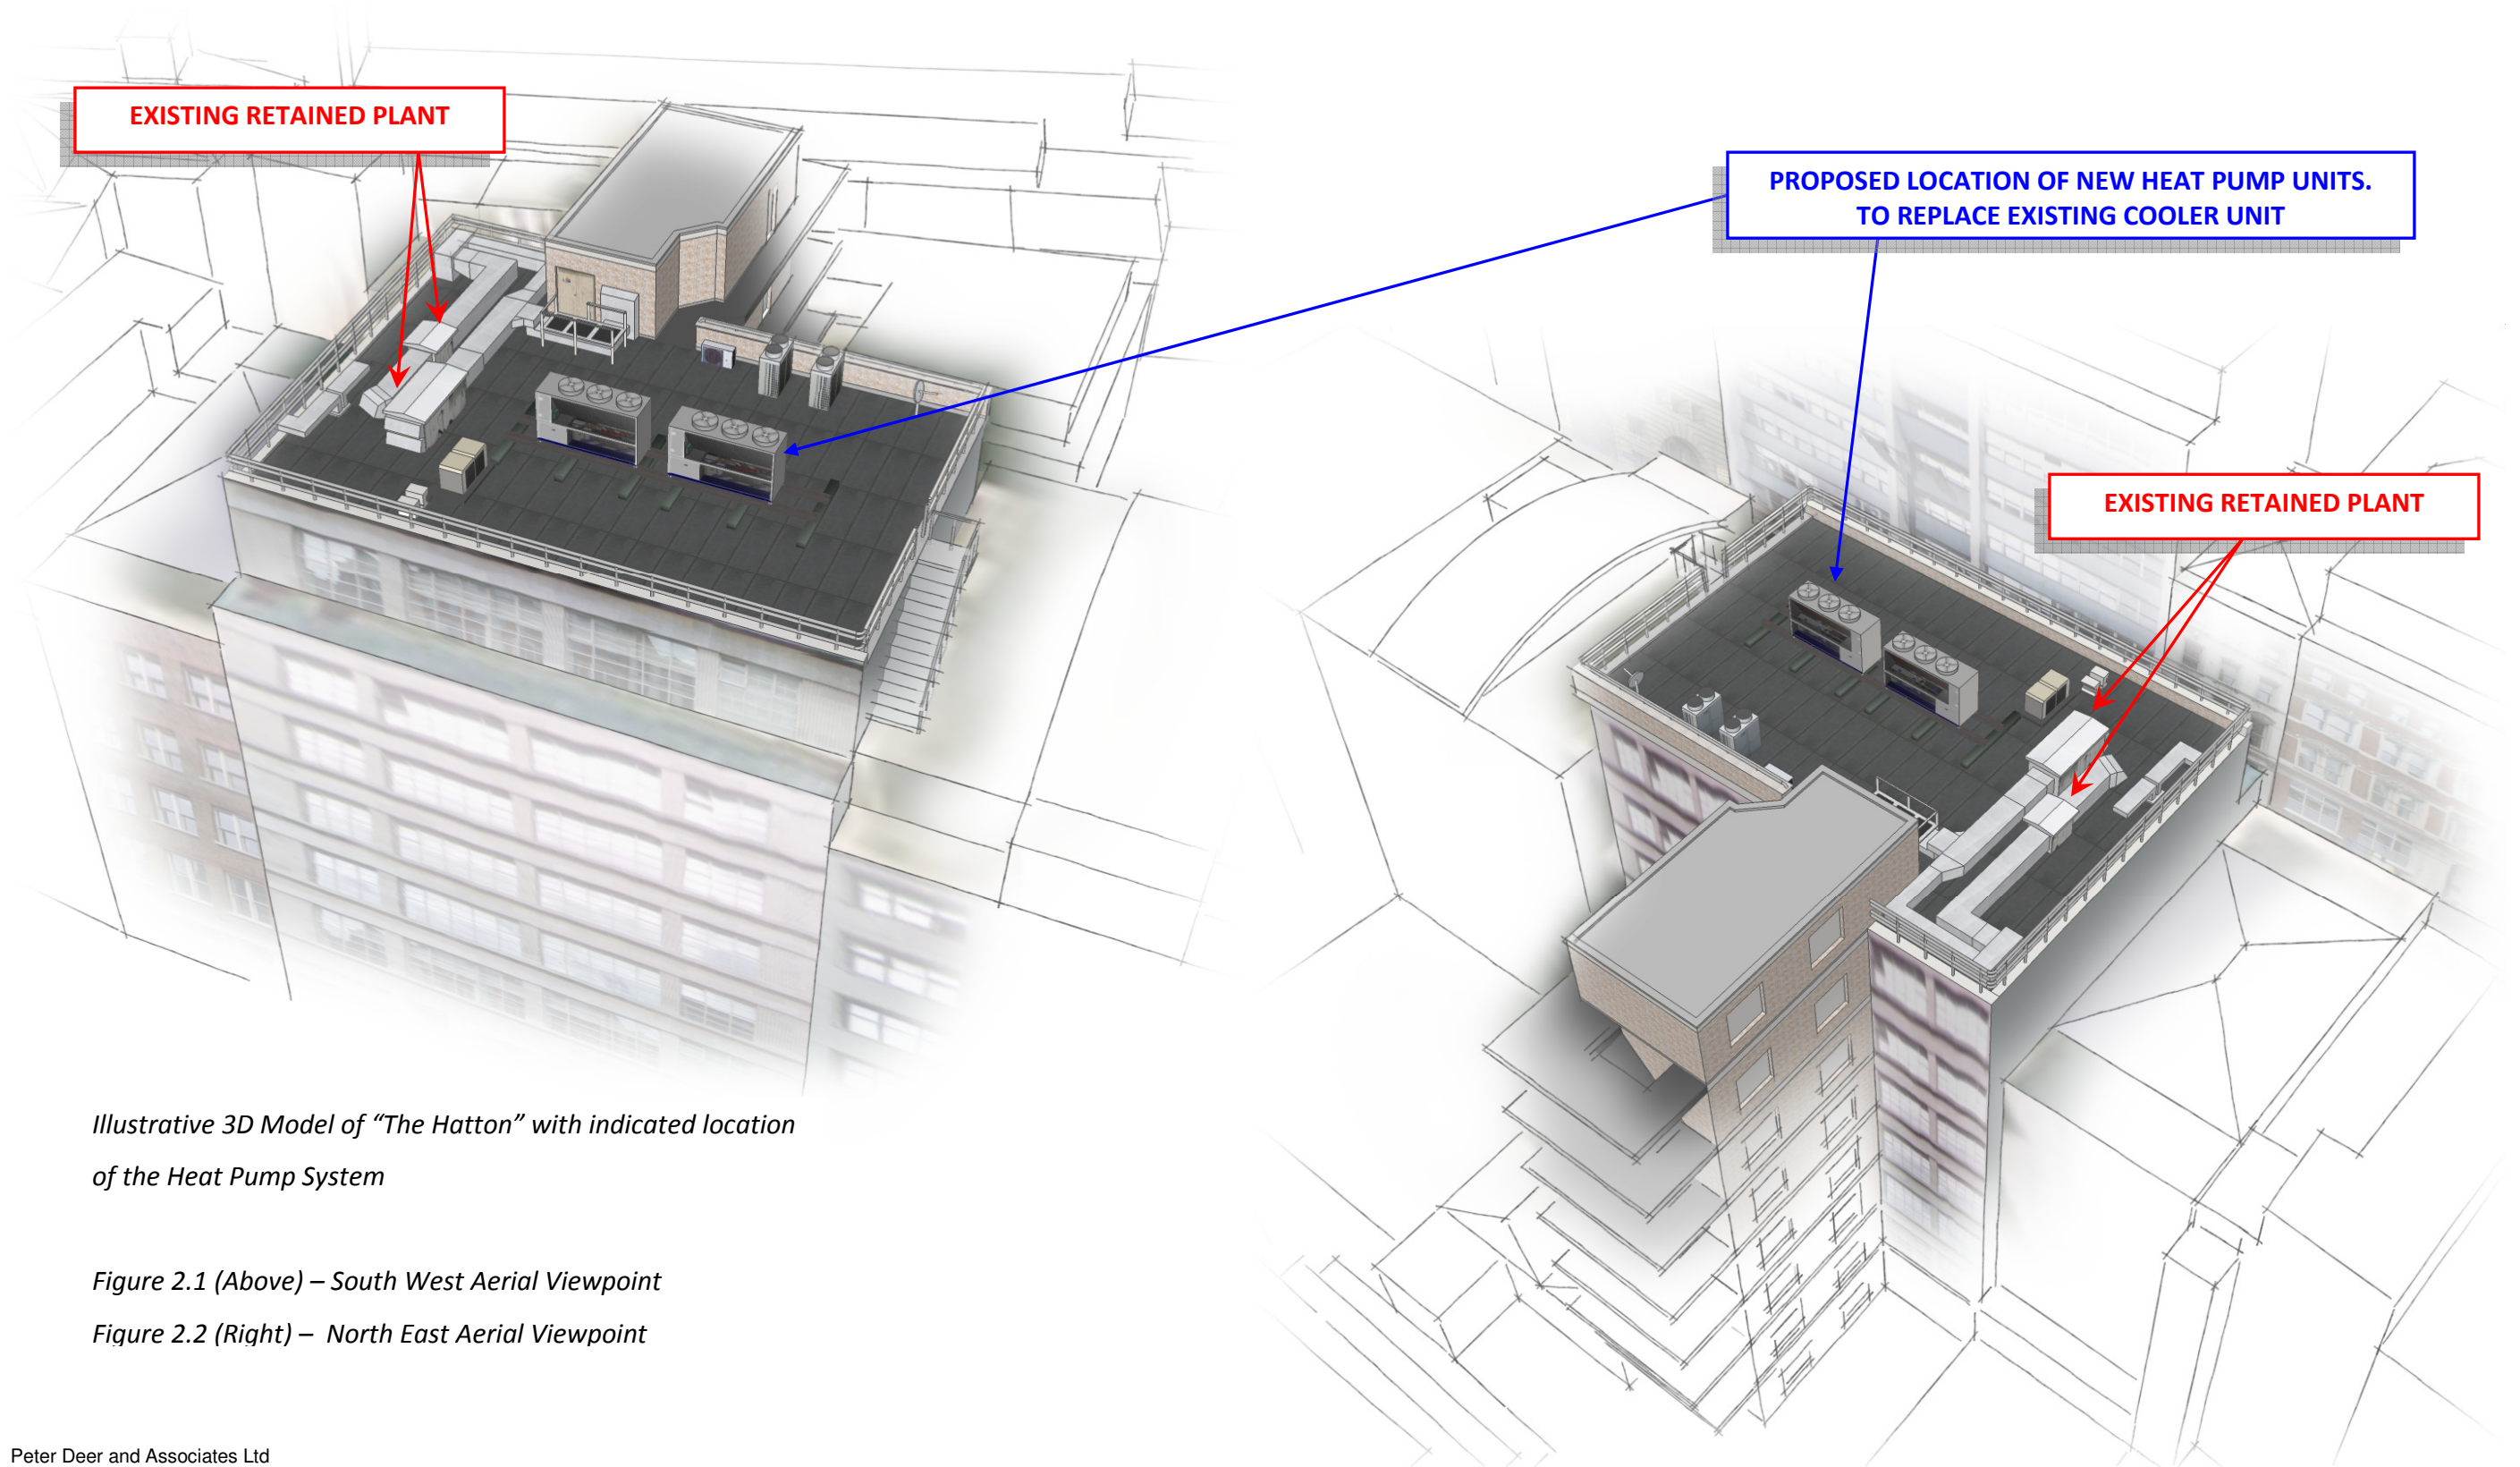 EXISTING RETAINED PLANT
PROPOSED LOCATION OF NEW HEAT PUMP UNITS.
TO REPLACE EXISTING COOLER UNIT
EXISTING RETAINED PLANT
Illustrative 3D Model of “The Hatton” with indicated location
of the Heat Pump System
Figure 2.1 (Above) – South West Aerial Viewpoint
Figure 2.2 (Right) – North East Aerial Viewpoint
Peter Deer and Associates Ltd